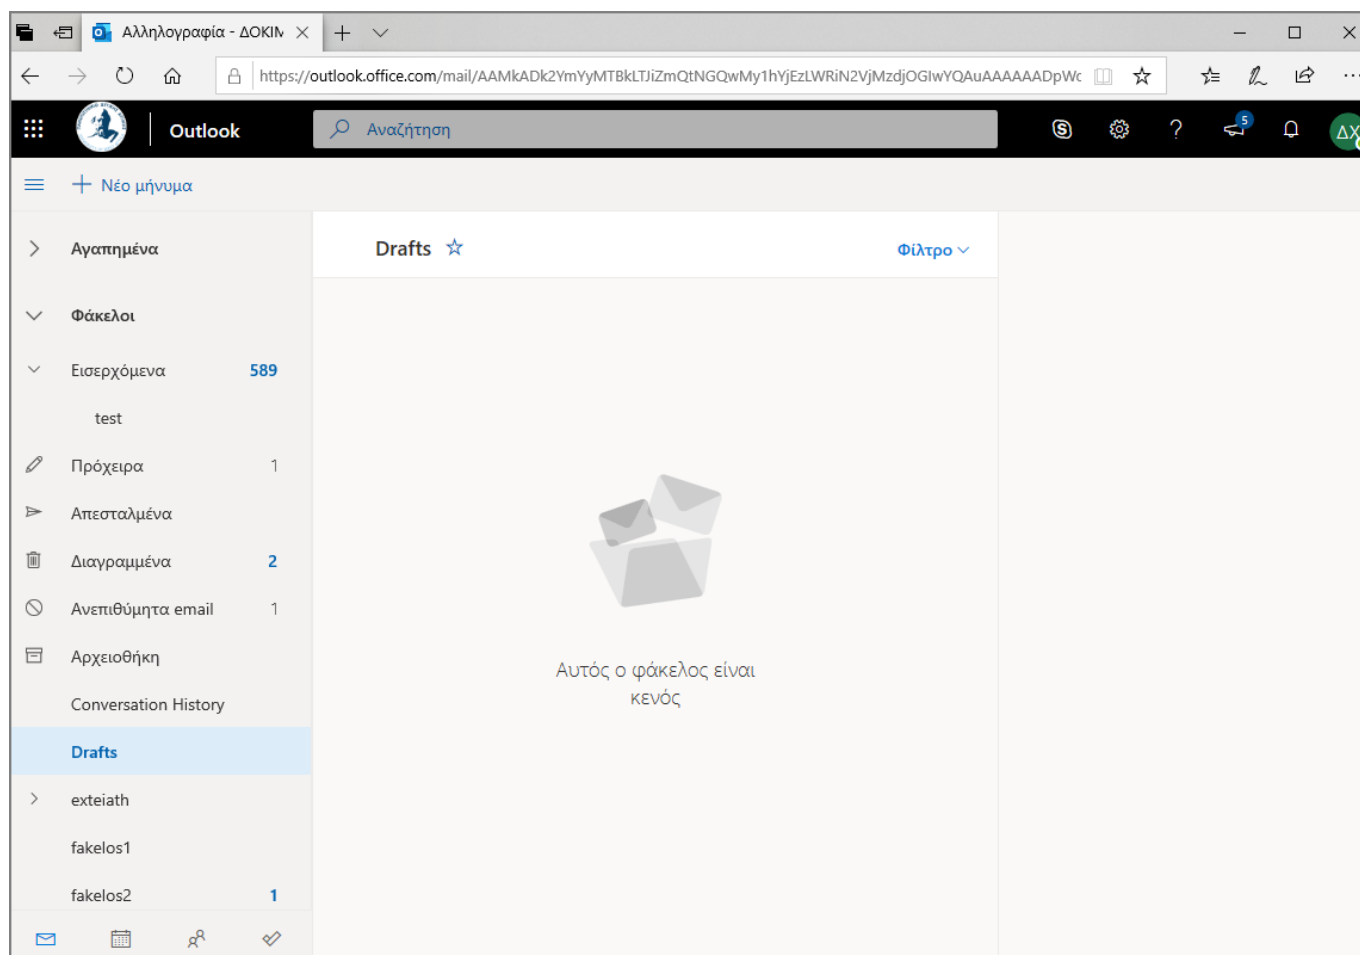 Αλληλογραφία - ΔΟΚΙΜ
https://outlook.office.com/mail/AAMkADk2YmYyMTBkLTJiZmQtNGQwMy1hYjEzLWRiN2VjMzdjOGIwYQAuAAAAAADpWc
Outlook
Αναζήτηση
5
ΔΧ
Νέο μήνυμα
Αγαπημένα
Drafts
Φίλτρο
Φάκελοι
Εισερχόμενα 589
test
Πρόχειρα 1
Απεσταλμένα
Διαγραμμένα 2
Ανεπιθύμητα email 1
Αρχειοθήκη
Conversation History
Drafts
exteiath
fakelos1
fakelos2 1
Αυτός ο φάκελος είναι
κενός